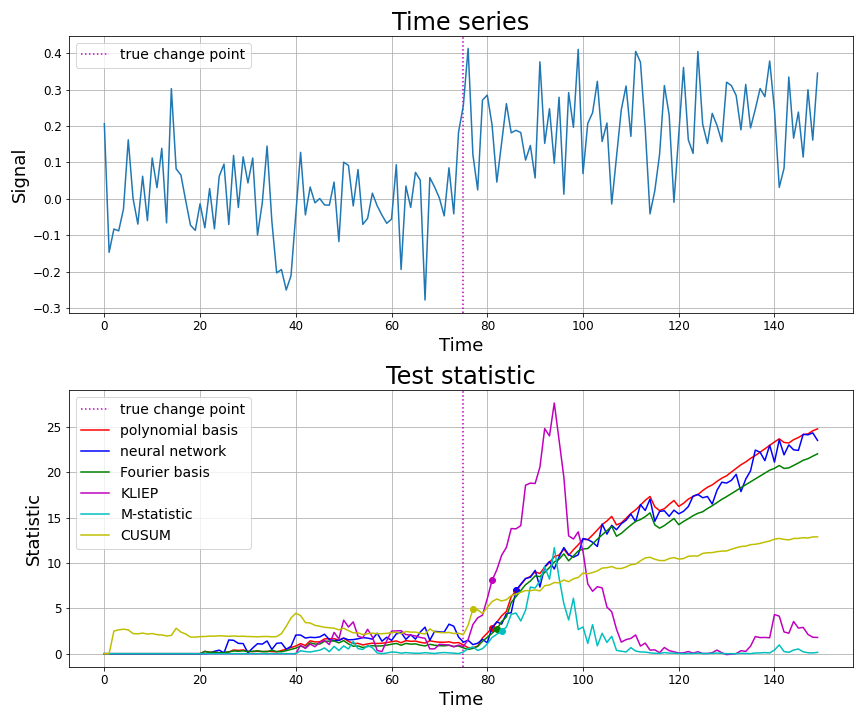 Time series
true change point
0.4
0.3
0.2
0.1
0.0
−0.1
−0.2
−0.3
Signal
0 20 40 60 80 100 120 140
Time
Test statistic
true change point
polynomial basis
neural network
Fourier basis
KLIEP
M-statistic
CUSUM
25
20
15
10
5
0
Statistic
0 20 40 60 80 100 120 140
Time